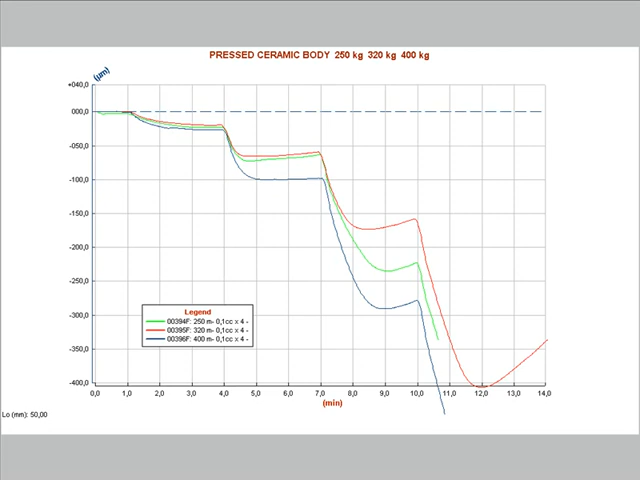 PRESSED CERAMIC BODY 250 kg 320 kg 400 kg
(µm)
+040,0
000,0
-050,0
-100,0
-150,0
-200,0
-250,0
-300,0
-350,0
-400,0
Legend
00394F: 250 m- 0,1cc x 4 -
00395F: 320 m- 0,1cc x 4 -
00396F: 400 m- 0,1cc x 4 -
0,0 1,0 2,0 3,0 4,0 5,0 6,0 7,0 8,0 9,0 10,0 11,0 12,0 13,0 14,0
(min)
Lo (mm): 50,00